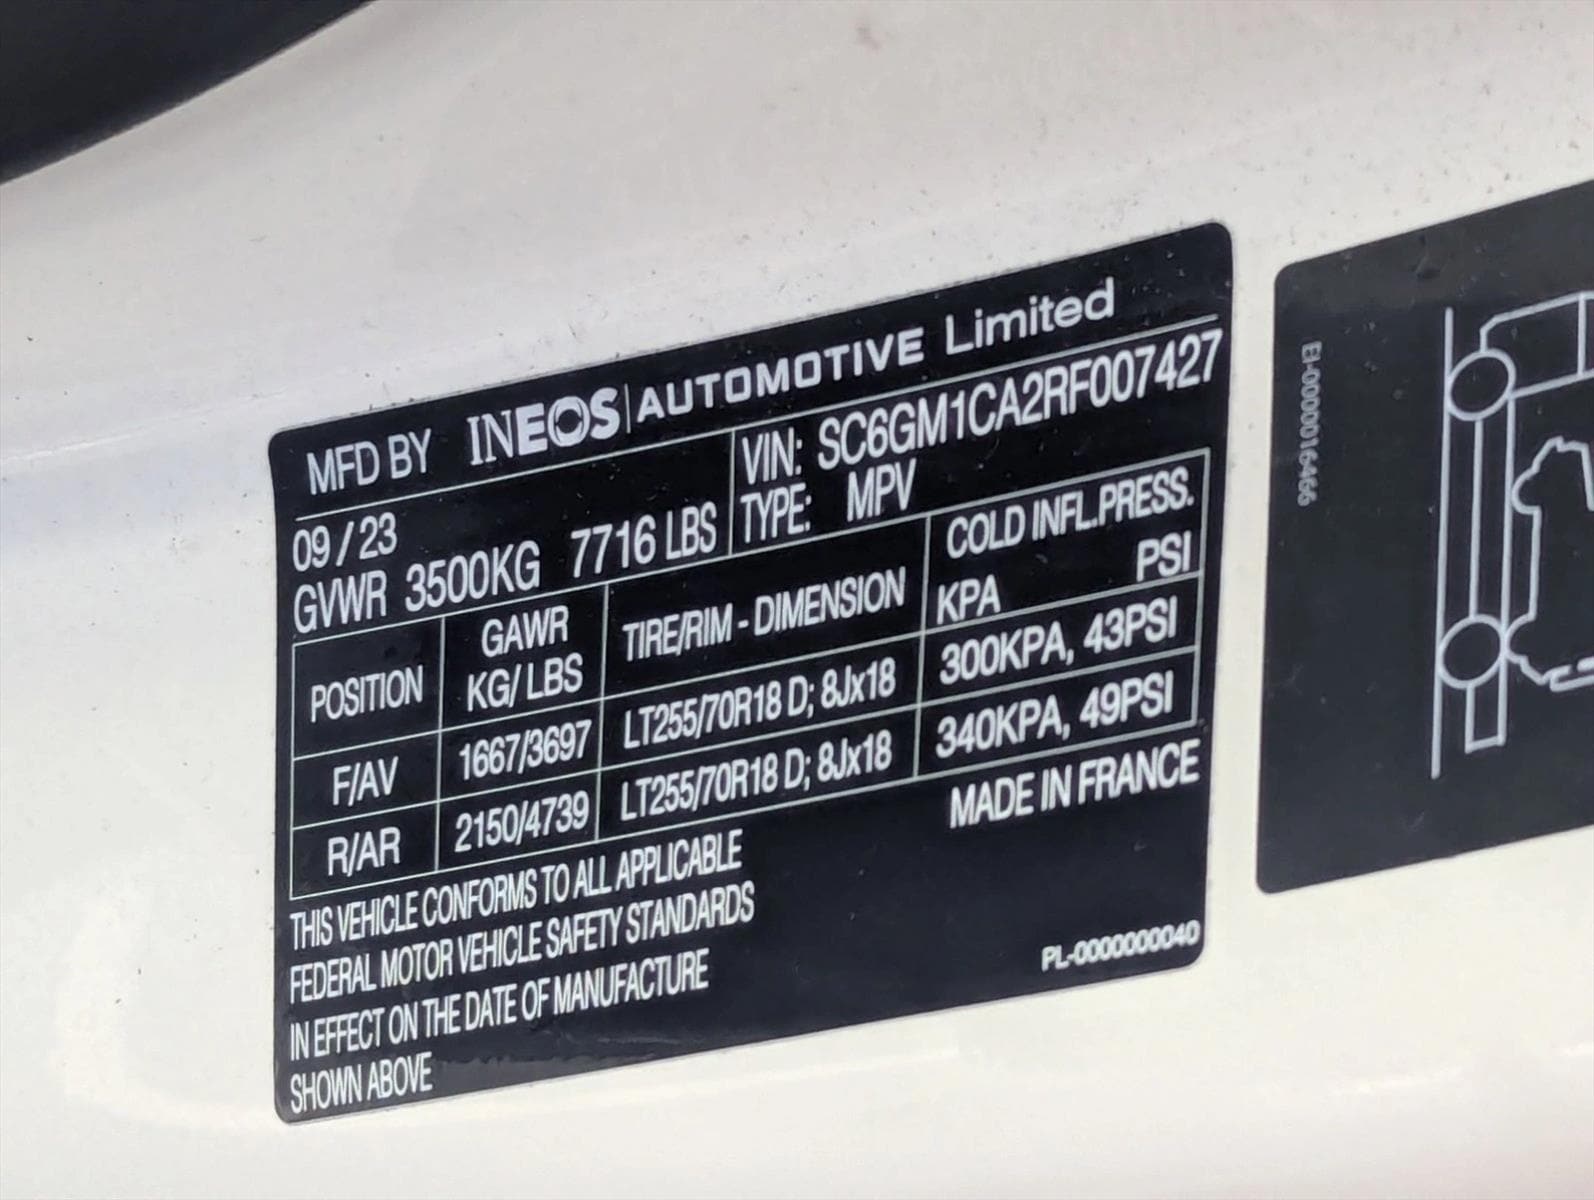 MFD BY INEOS AUTOMOTIVE Limited
09 / 23
GVWR 3500KG 7716 LBS
VIN: SC6GM1CA2RF007427
TYPE: MPV
POSITION GAWR KG/LBS TIRE/RIM - DIMENSION COLD INFL.PRESS. KPA PSI
F/AV 1667/3697 LT255/70R18 D; 8Jx18 300KPA, 43PSI
R/AR 2150/4739 LT255/70R18 D; 8Jx18 340KPA, 49PSI
MADE IN FRANCE
THIS VEHICLE CONFORMS TO ALL APPLICABLE
FEDERAL MOTOR VEHICLE SAFETY STANDARDS
IN EFFECT ON THE DATE OF MANUFACTURE
SHOWN ABOVE
PL-0000000040
EI-0000016466